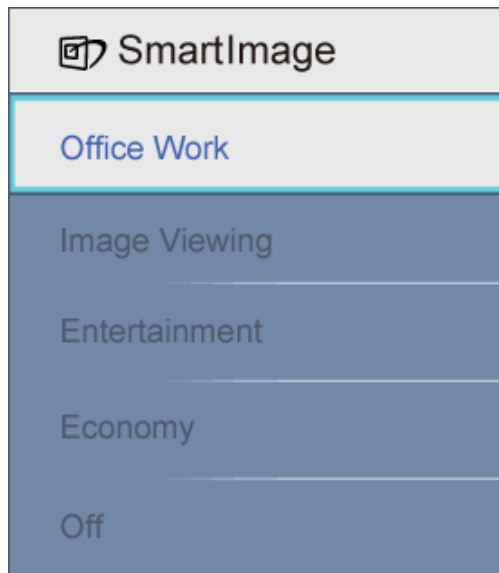 SmartImage
Office Work
Image Viewing
Entertainment
Economy
Off